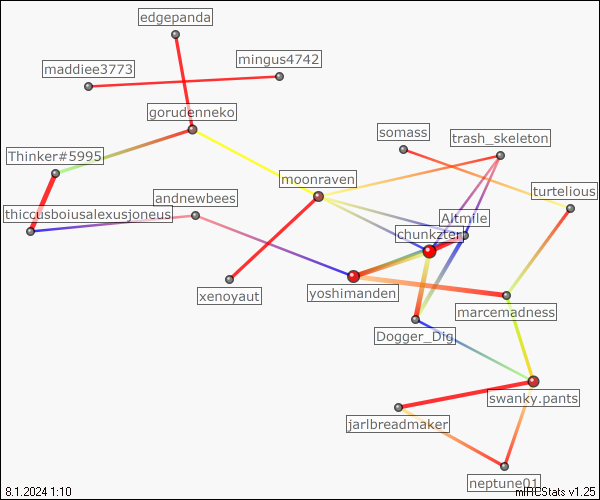 edgepanda
mingus4742
maddiee3773
gorudenneko
somass
trash_skeleton
Thinker#5995
moonraven
turtelious
andnewbees
thiccusboiusalexusjoneus
Altmile
chunkzter
xenoyaut
yoshimanden
marcemadness
Dogger_Dig
swanky.pants
jarlbreadmaker
neptune01
8.1.2024 1:10
mIRCStats v1.25